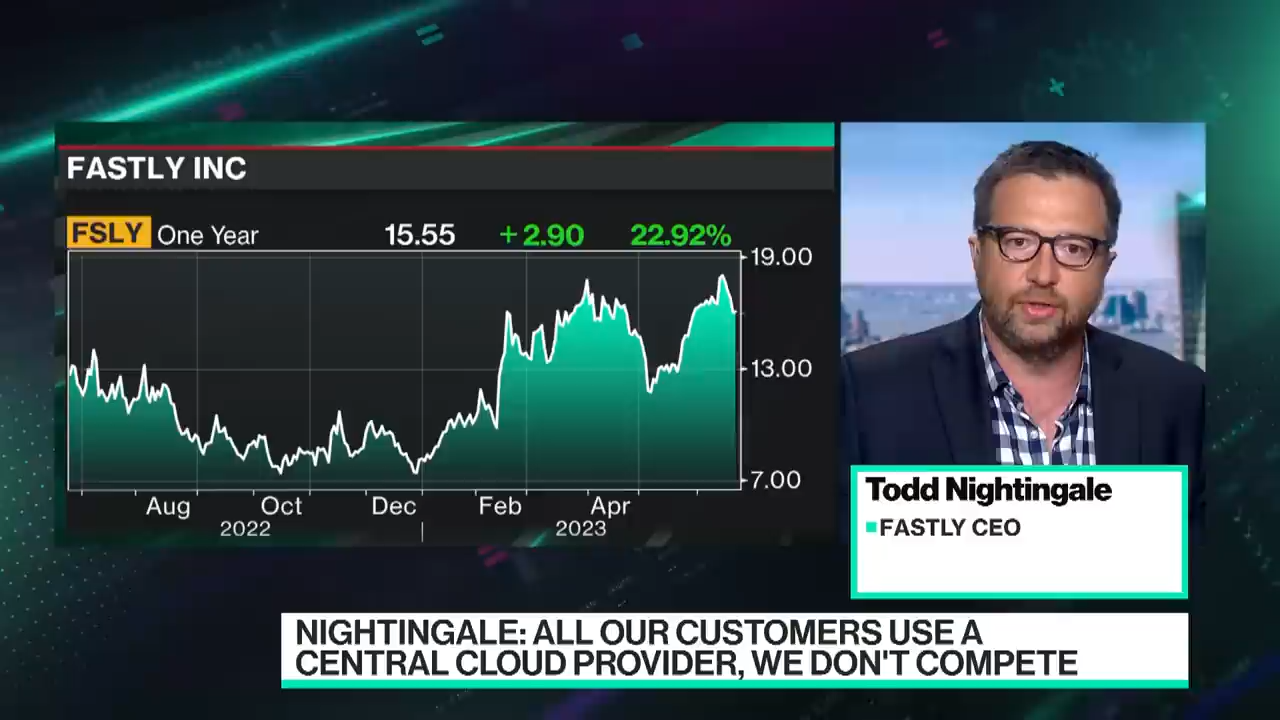 FASTLY INC
FSLY One Year 15.55 +2.90 22.92%
19.00
13.00
7.00
Aug Oct Dec Feb Apr
2022 2023
Todd Nightingale
FASTLY CEO
NIGHTINGALE: ALL OUR CUSTOMERS USE A
CENTRAL CLOUD PROVIDER, WE DON'T COMPETE